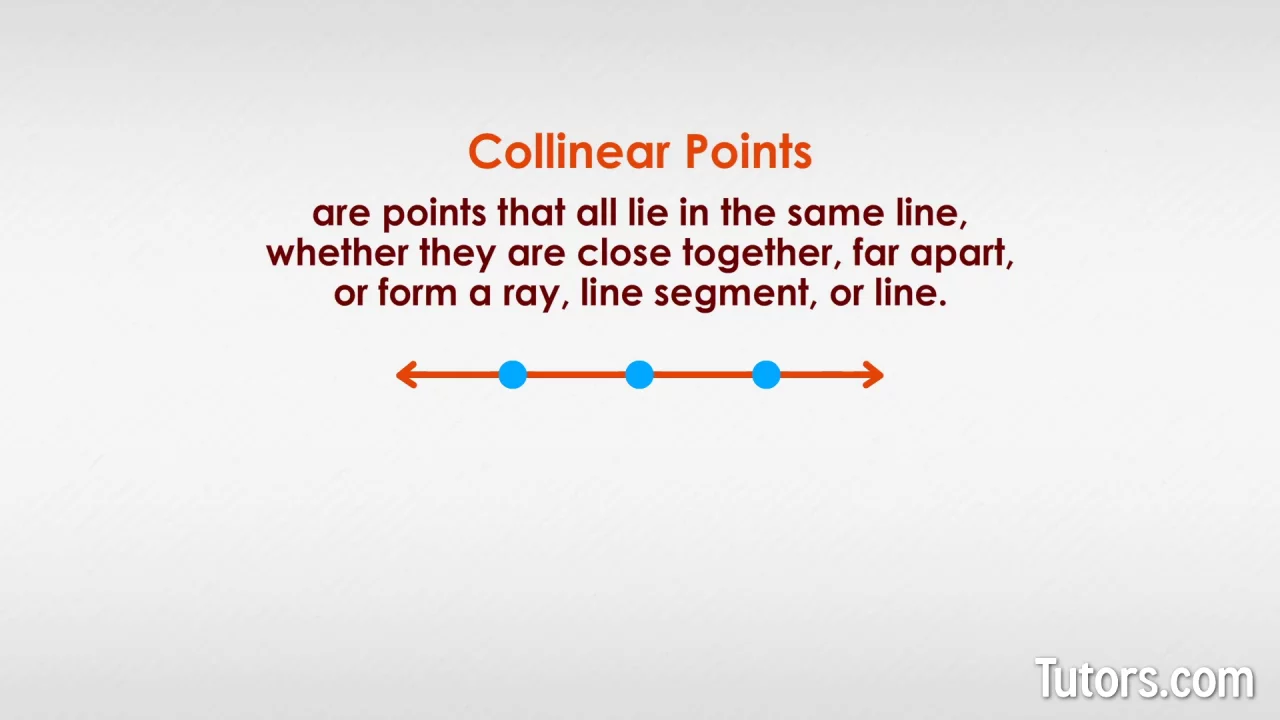 Collinear Points
are points that all lie in the same line,
whether they are close together, far apart,
or form a ray, line segment, or line.
Tutors.com